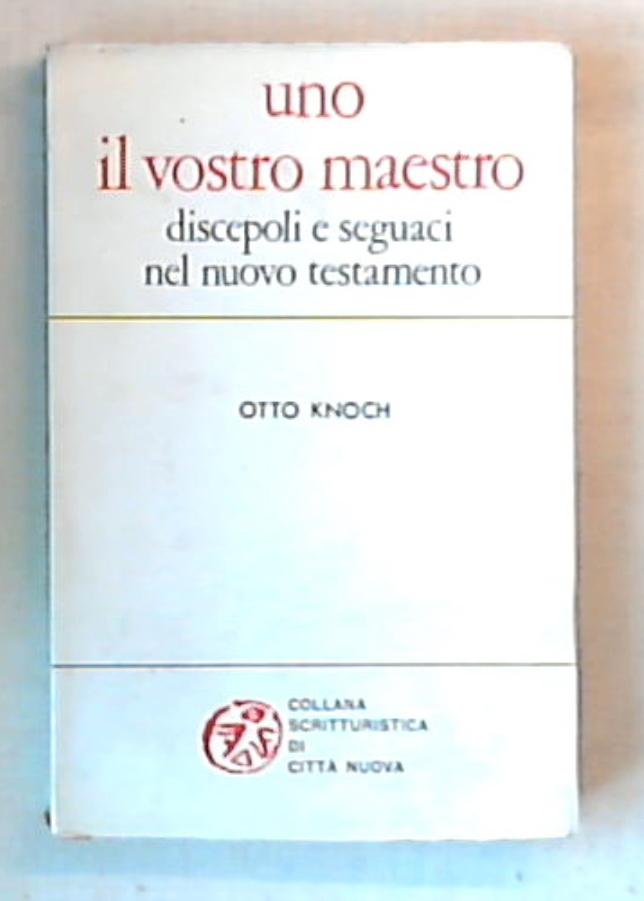 uno
il vostro maestro
discepoli e seguaci
nel nuovo testamento
OTTO KNOCH
COLLANA
SCRITTURISTICA
DI
CITTÀ NUOVA